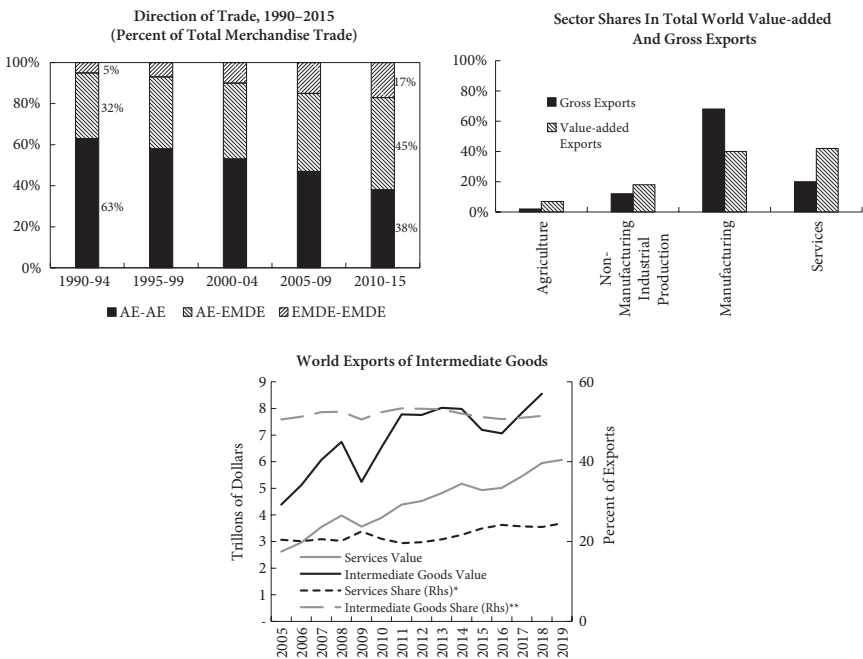 Direction of Trade, 1990–2015
(Percent of Total Merchandise Trade)
100%
80%
60%
40%
20%
0%
5%
32%
63%
17%
45%
38%
1990-94
1995-99
2000-04
2005-09
2010-15
AE-AE
AE-EMDE
EMDE-EMDE
Sector Shares In Total World Value-added
And Gross Exports
100%
80%
60%
40%
20%
0%
Gross Exports
Value-added
Exports
Agriculture
Non-
Manufacturing
Industrial
Production
Manufacturing
Services
World Exports of Intermediate Goods
Trillons of Dollars
9
8
7
6
5
4
3
2
1
-
60
40
20
0
Percent of Exports
Services Value
Intermediate Goods Value
Services Share (Rhs)*
Intermediate Goods Share (Rhs)**
2005
2006
2007
2008
2009
2010
2011
2012
2013
2014
2015
2016
2017
2018
2019